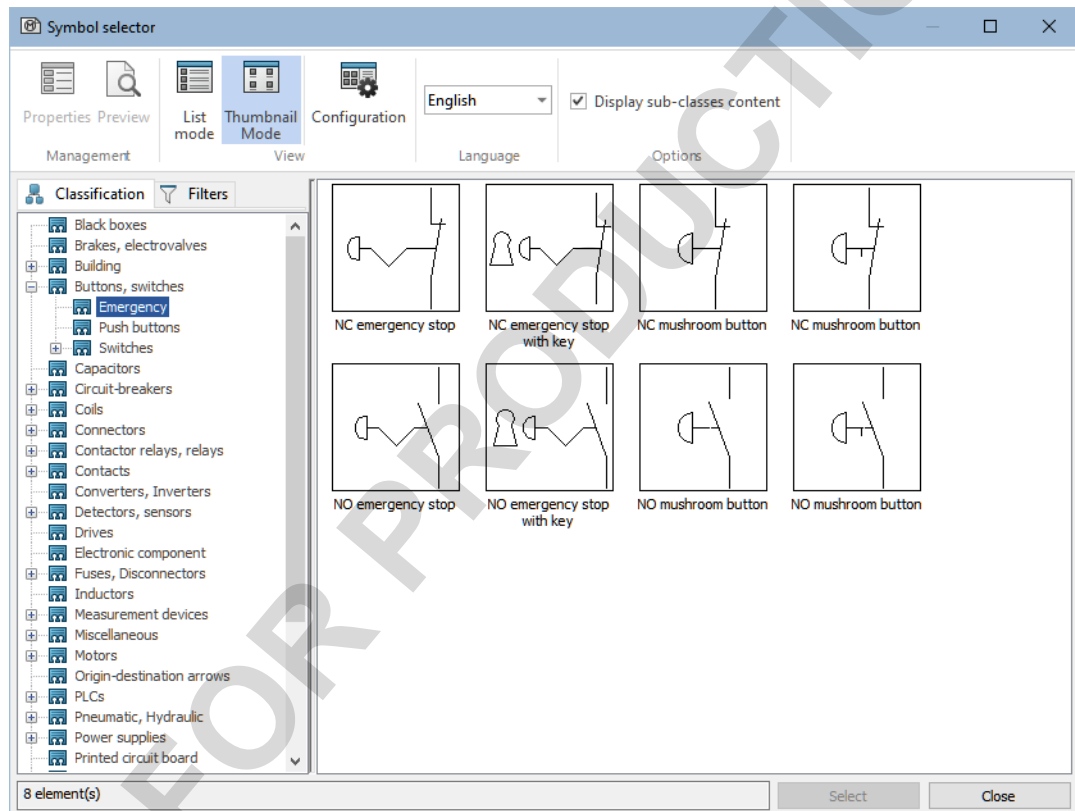 Symbol selector
Properties Preview
List mode
Thumbnail Mode
Configuration
English
Display sub-classes content
Management
View
Language
Options
Classification
Filters
Black boxes
Brakes, electrovalves
Building
Buttons, switches
Emergency
Push buttons
Switches
Capacitors
Circuit-breakers
Coils
Connectors
Contactor relays, relays
Contacts
Converters, Inverters
Detectors, sensors
Drives
Electronic component
Fuses, Disconnectors
Inductors
Measurement devices
Miscellaneous
Motors
Origin-destination arrows
PLCs
Pneumatic, Hydraulic
Power supplies
Printed circuit board
NC emergency stop
NC emergency stop
with key
NC mushroom button
NC mushroom button
NO emergency stop
NO emergency stop
with key
NO mushroom button
NO mushroom button
8 element(s)
Select
Close
FOR PRODUCTIO